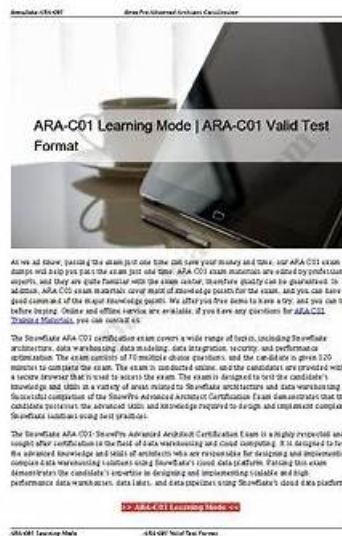 ARA-C01 Learning Mode | ARA-C01 Valid Test
Format
As we all know, passing the exam just one time can save your money and time, our ARA-C01 exam
dumps will help you pass the exam just one time. ARA-C01 exam materials are edited by professional
experts, and they are quite familiar with the exam center, therefore quality can be guaranteed. In
addition, ARA-C01 exam materials cover most of knowledge points for the exam, and you can have a
good command of the major knowledge points. We offer you free demo to have a try, and you can
before buying. Online and offline service are available, if you have any questions for ARA-C01
Training Materials, you can contact us.
The Snowflake ARA-C01 certification exam covers a wide range of topics, including Snowflake
architecture, data warehousing, data modeling, data integration, security, and performance
optimization. The exam consists of 70 multiple choice questions, and the candidate is given 120
minutes to complete the exam. The exam is conducted online, and the candidates are provided with
a secure browser that is used to access the exam. The exam is designed to test the candidate's
knowledge and skills in a variety of areas related to Snowflake architecture and data warehousing.
Successful completion of the SnowPro Advanced Architect Certification Exam demonstrates that the
candidate possesses the advanced skills and knowledge required to design and implement complex
Snowflake solutions using best practices.
The Snowflake ARA-C01: SnowPro Advanced Architect Certification Exam is a highly respected and
sought-after certification in the field of data warehousing and cloud computing. It is designed to test
the advanced knowledge and skills of architects who are responsible for designing and implementing
complex data warehousing solutions using Snowflake's cloud data platform. Passing this exam
demonstrates the candidate's expertise in designing and implementing scalable and high
performance data warehouses, data lakes, and data pipelines using Snowflake's cloud data platform.
>> ARA-C01 Learning Mode <<
ARA-C01 Learning Mode
ARA-C01 Valid Test Format